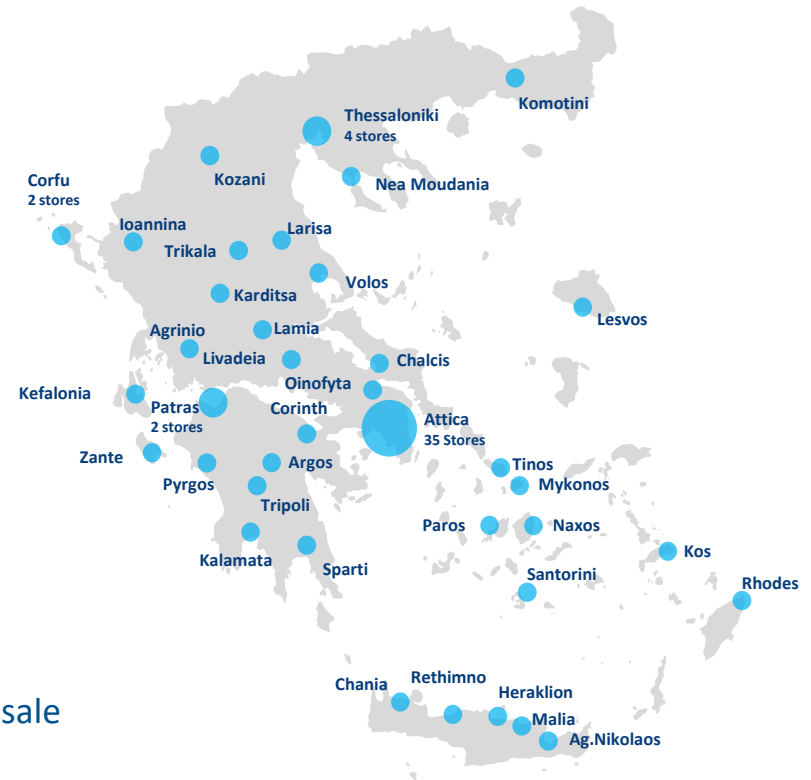 Komotini
Thessaloniki
4 stores
Kozani
Nea Moudania
Corfu
2 stores
Ioannina
Larisa
Trikala
Volos
Karditsa
Lesvos
Agrinio
Lamia
Livadeia
Chalcis
Oinofyta
Kefalonia
Patras
2 stores
Corinth
Attica
35 Stores
Zante
Pyrgos
Argos
Tinos
Mykonos
Tripoli
Paros
Naxos
Kalamata
Sparti
Kos
Santorini
Rhodes
Chania
Rethimno
Heraklion
sale
Malia
Ag.Nikolaos